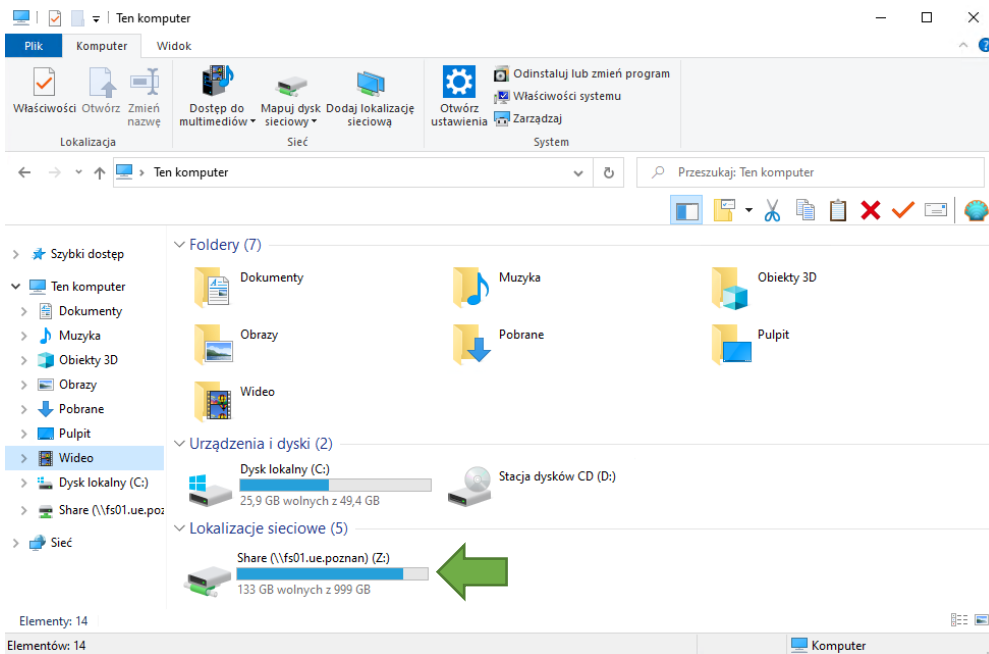 Ten komputer
Plik Komputer Widok
Właściwości Otwórz Zmień nazwę
Dostęp do multimediów Mapuj dysk sieciowy Dodaj lokalizację sieciową
Otwórz ustawienia
Odinstaluj lub zmień program
Właściwości systemu
Zarządzaj
Lokalizacja Sieć System
Ten komputer
Przeszukaj: Ten komputer
Szybki dostęp
Ten komputer
Dokumenty
Muzyka
Obiekty 3D
Obrazy
Pobrane
Pulpit
Wideo
Dysk lokalny (C:)
Share (\\fs01.ue.poz
Sieć
Foldery (7)
Dokumenty
Muzyka
Obiekty 3D
Obrazy
Pobrane
Pulpit
Wideo
Urządzenia i dyski (2)
Dysk lokalny (C:)
25,9 GB wolnych z 49,4 GB
Stacja dysków CD (D:)
Lokalizacje sieciowe (5)
Share (\\fs01.ue.poznan) (Z:)
133 GB wolnych z 999 GB
Elementy: 14
Elementów: 14
Komputer